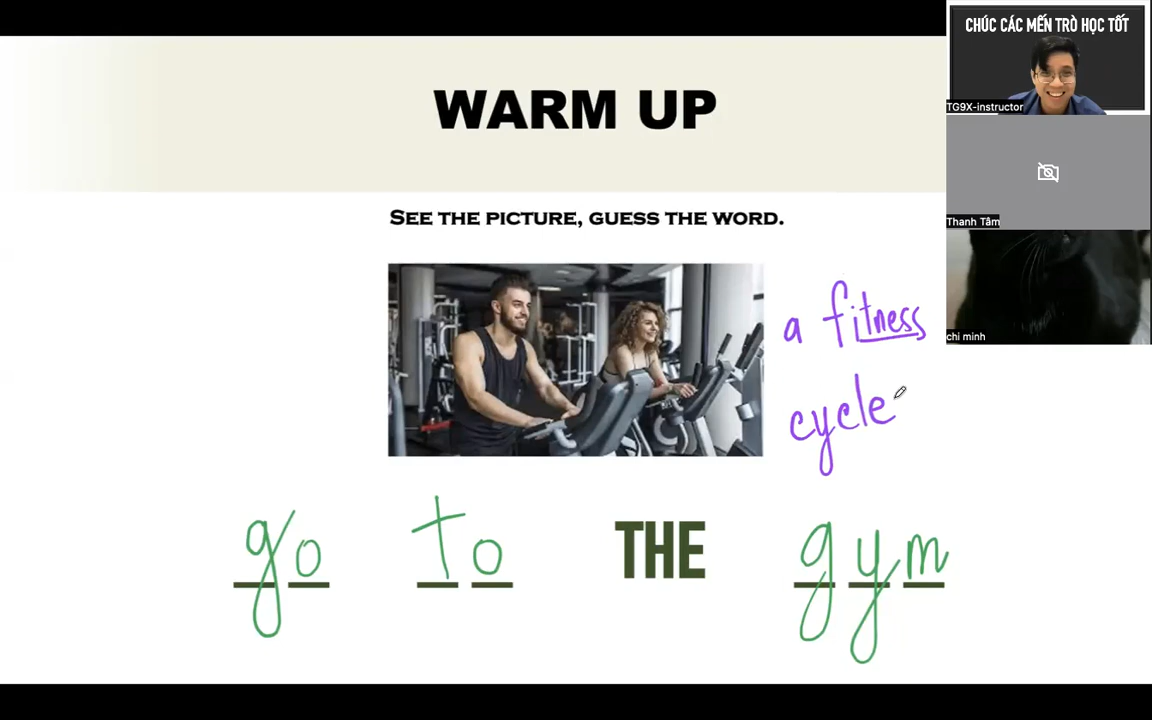 CHÚC CÁC MẾN TRÒ HỌC TỐT
TG9X-instructor
WARM UP
SEE THE PICTURE, GUESS THE WORD.
Thanh Tâm
chi minh
a fitness
cycle
go to THE gym